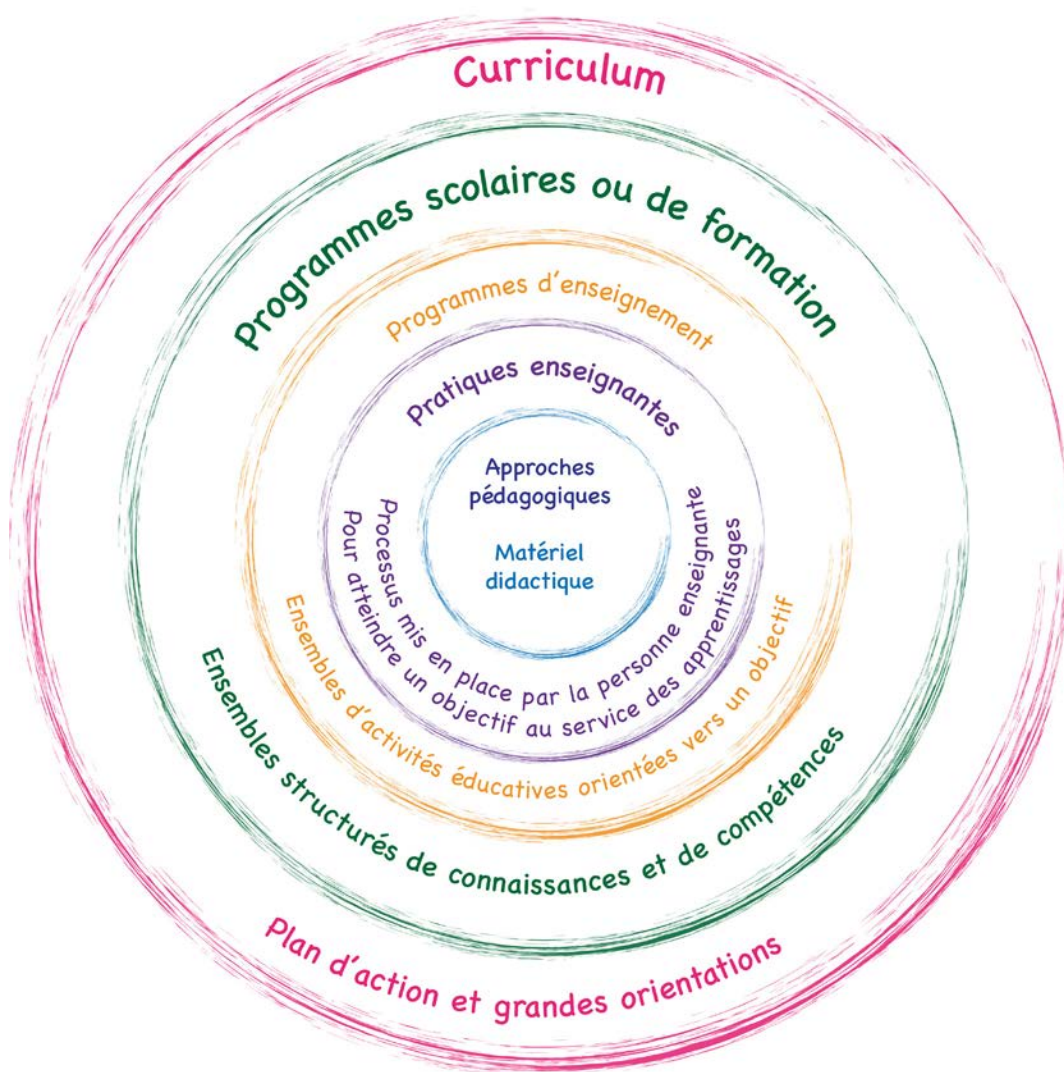 Curriculum
Programmes scolaires ou de formation
Programmes d'enseignement
Pratiques enseignantes
Approches
pédagogiques
Matériel
didactique
Processus mis en place par la personne enseignante
Pour atteindre un objectif au service des apprentissages
Ensembles d'activités éducatives orientées vers un objectif
Ensembles structurés de connaissances et de compétences
Plan d'action et grandes orientations